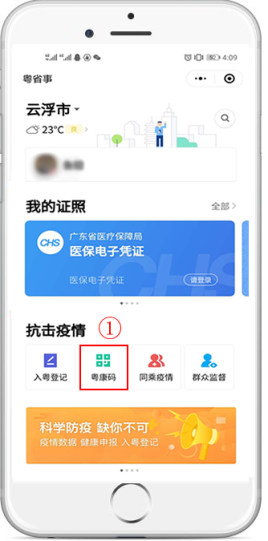 4:09
粤省事
云浮市
23°C
我的证照
全部
CHS
广东省医疗保障局
医保电子凭证
医保电子凭证
请登录
CHS
抗击疫情
①
入粤登记
粤康码
同乘疫情
群众监督
科学防疫 缺你不可
疫情数据 健康申报 入粤登记